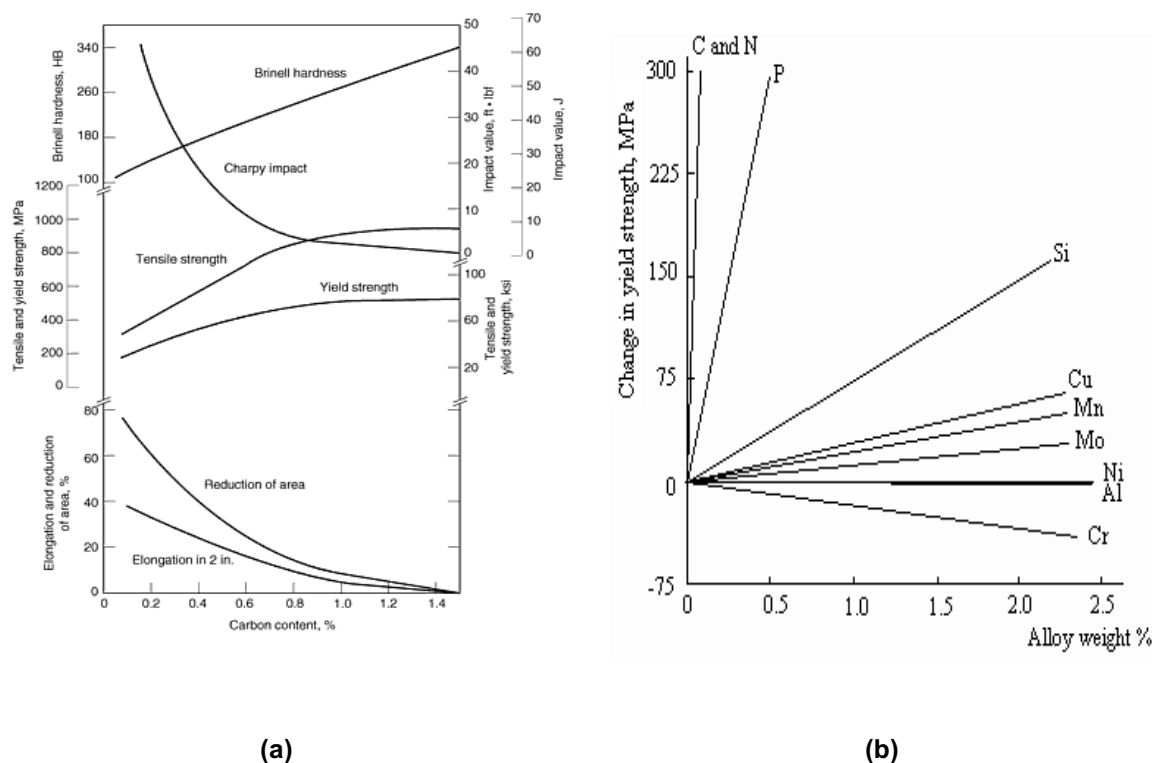 Brinell hardness, HB
340
260
180
100
Tensile and yield strength, MPa
1200
1000
800
600
400
200
0
Elongation and reduction
of area, %
80
60
40
20
0
Brinell hardness
Charpy impact
Tensile strength
Yield strength
Reduction of area
Elongation in 2 in.
50
40
30
20
10
0
Impact value, ft • lbf
70
60
50
40
30
20
10
0
Impact value, J
100
60
20
Tensile and
yield strength, ksi
0
0.2
0.4
0.6
0.8
1.0
1.2
1.4
Carbon content, %
(a)
Change in yield strength, MPa
300
225
150
75
0
-75
C and N
P
Si
Cu
Mn
Mo
Ni
Al
Cr
0
0.5
1.0
1.5
2.0
2.5
Alloy weight %
(b)